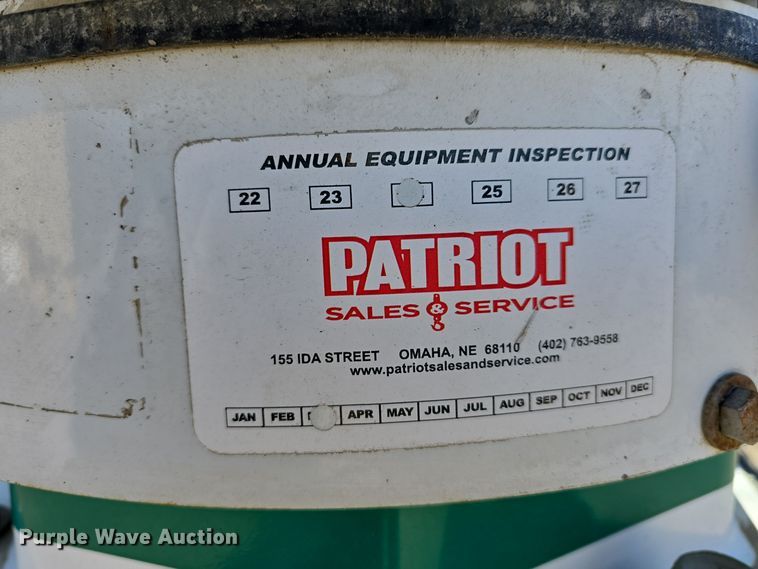 ANNUAL EQUIPMENT INSPECTION
22 23 25 26 27
PATRIOT
SALES & SERVICE
155 IDA STREET OMAHA, NE 68110 (402) 763-9558
www.patriotsalesandservice.com
JAN FEB APR MAY JUN JUL AUG SEP OCT NOV DEC
Purple Wave Auction